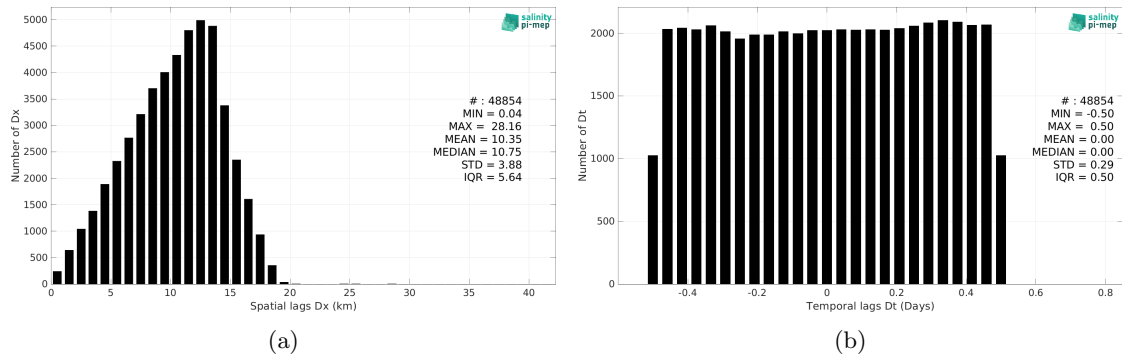 5000
4500
4000
3500
3000
2500
2000
1500
1000
500
0
Number of Dx
0 5 10 15 20 25 30 35 40
Spatial lags Dx (km)
salinity
pi-mep
# : 48854
MIN = 0.04
MAX = 28.16
MEAN = 10.35
MEDIAN = 10.75
STD = 3.88
IQR = 5.64
(a)
2000
1500
1000
500
0
Number of Dt
-0.4 -0.2 0 0.2 0.4 0.6 0.8
Temporal lags Dt (Days)
salinity
pi-mep
# : 48854
MIN = -0.50
MAX = 0.50
MEAN = 0.00
MEDIAN = 0.00
STD = 0.29
IQR = 0.50
(b)